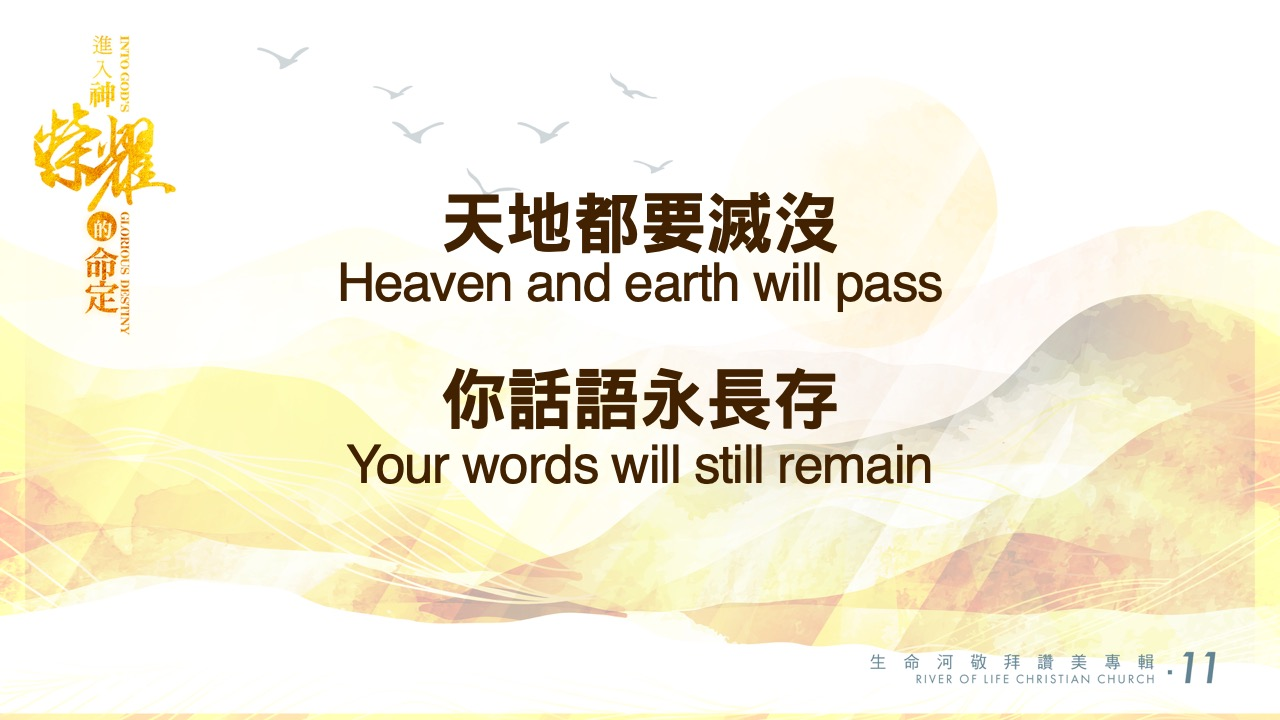 進入神
榮耀
的
命定
INTO GOD'S
GLORIOUS DESTINY
天地都要滅沒
Heaven and earth will pass
你話語永長存
Your words will still remain
生命河敬拜讚美專輯
RIVER OF LIFE CHRISTIAN CHURCH
·11